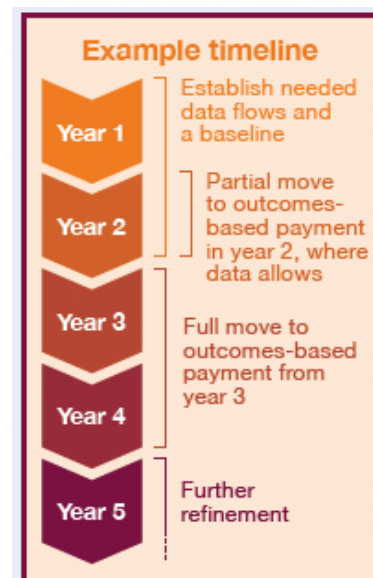 Example timeline
Year 1
Establish needed
data flows and
a baseline
Year 2
Partial move
to outcomes-
based payment
in year 2, where
data allows
Year 3
Full move to
outcomes-based
payment from
year 3
Year 4
Year 5
Further
refinement